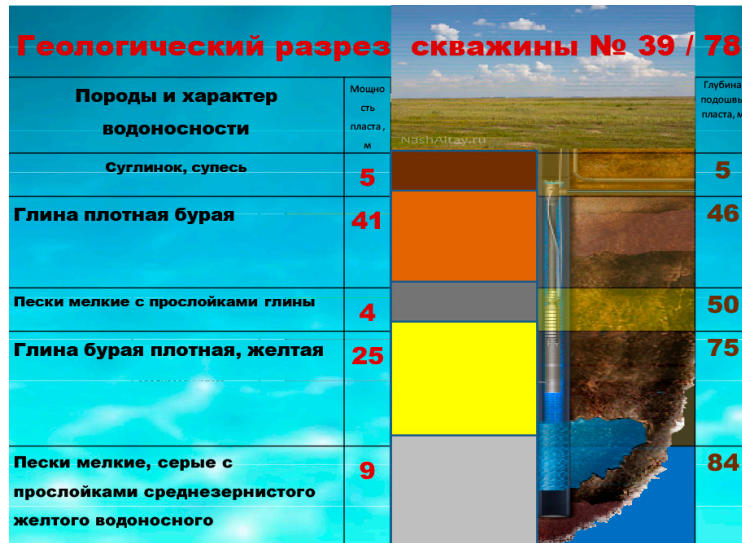 Геологический разрез скважины № 39 / 78
Породы и характер
водоносности
Мощно
сть
пласта ,
м
Глубина
подошвы
пласта, м
NashAltay.ru
Суглинок, супесь
5
5
Глина плотная бурая
41
46
Пески мелкие с прослойками глины
4
50
Глина бурая плотная, желтая
25
75
Пески мелкие, серые с
прослойками среднезернистого
желтого водоносного
9
84